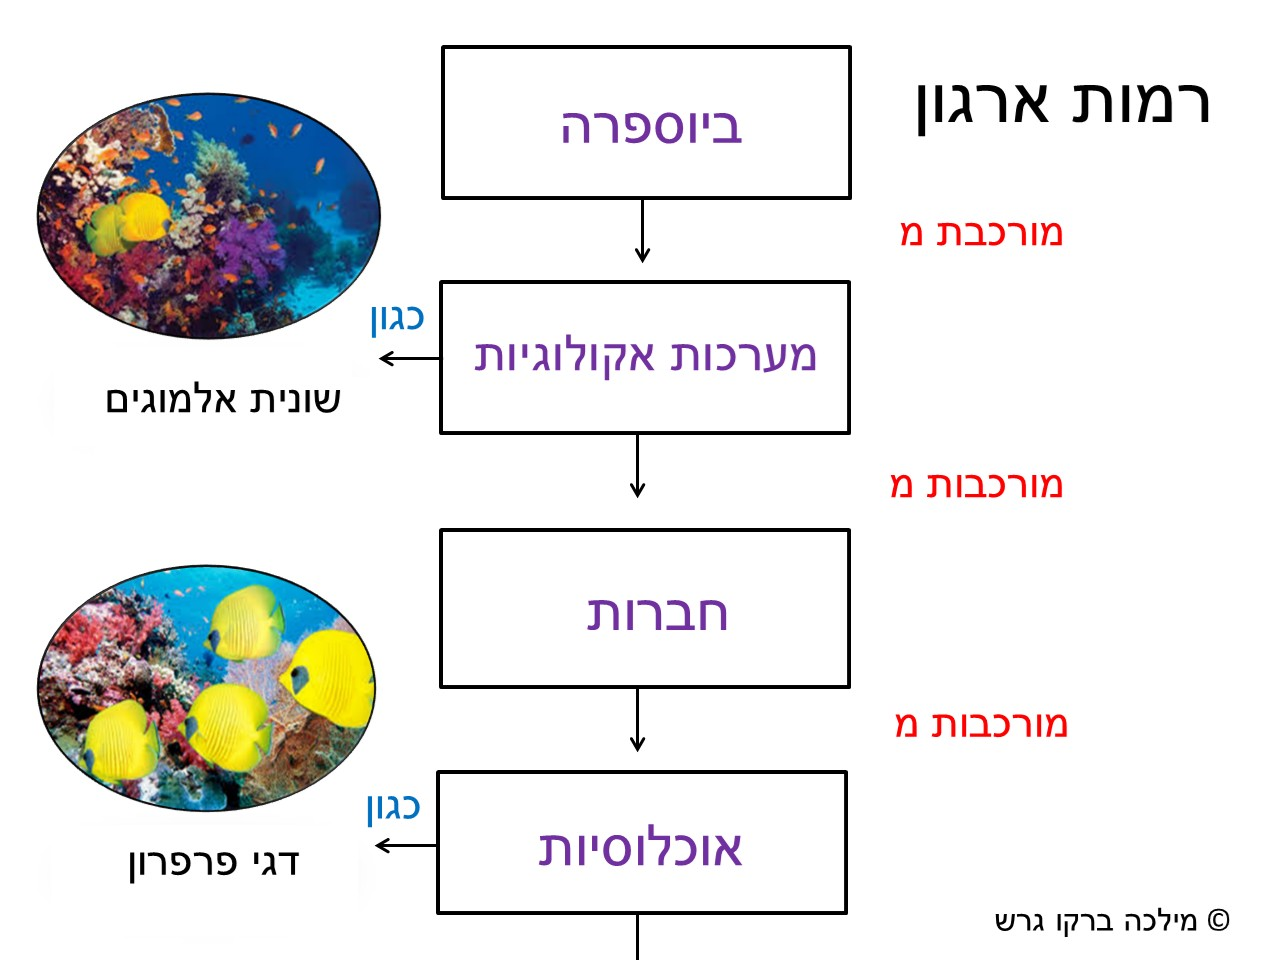 רמות ארגון
ביוספרה
מורכבת מ
מערכות אקולוגיות
כגון
שונית אלמוגים
מורכבות מ
חברות
מורכבות מ
אוכלוסיות
כגון
דגי פרפרון
© מילכה ברקו גרש